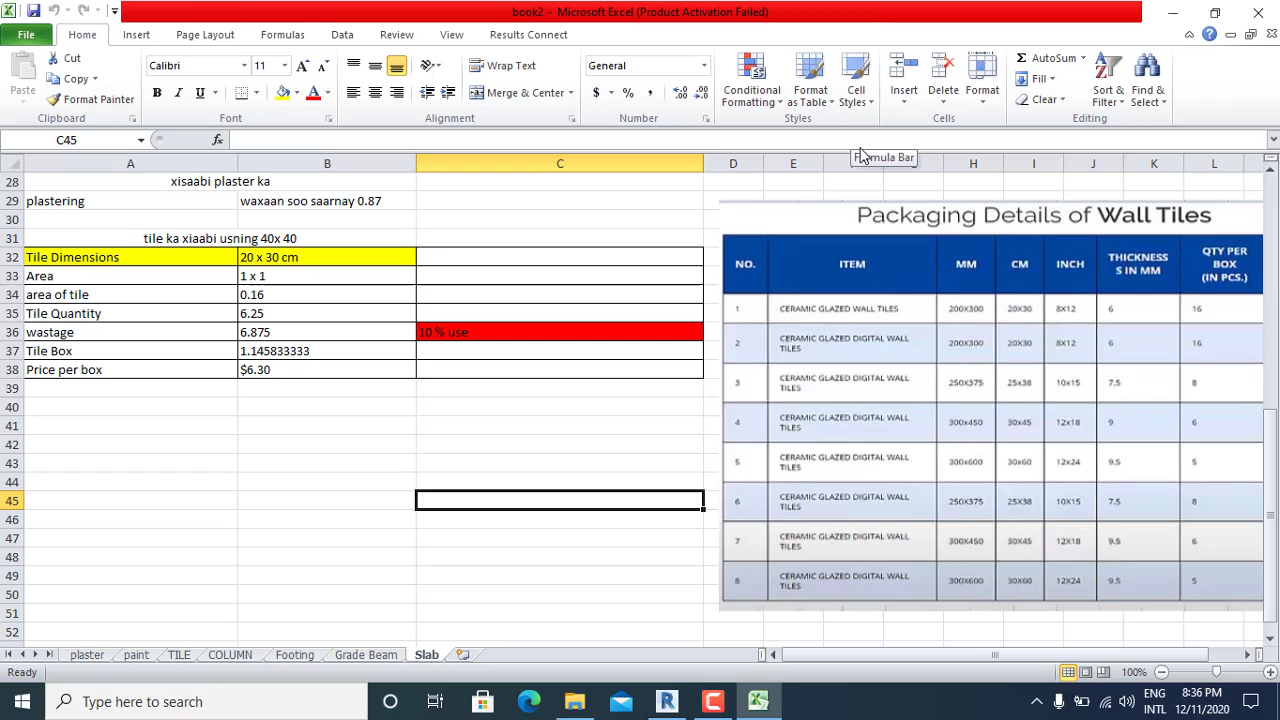 book2 - Microsoft Excel (Product Activation Failed)
File Home Insert Page Layout Formulas Data Review View Results Connect
Cut
Copy
Format Painter
Paste
Clipboard
Calibri 11
B I U
Font
Wrap Text
Merge & Center
Alignment
General
$ % ,
Number
Conditional Formatting
Format as Table
Cell Styles
Styles
Insert Delete Format
Cells
AutoSum
Fill
Clear
Sort & Filter
Find & Select
Editing
C45 fx
Formula Bar
A B C D E H I J K L
28 xisaabi plaster ka
29 plastering waxaan soo saarnay 0.87
30
31 tile ka xiaabi usning 40x 40
32 Tile Dimensions 20 x 30 cm
33 Area 1 x 1
34 area of tile 0.16
35 Tile Quantity 6.25
36 wastage 6.875 10 % use
37 Tile Box 1.145833333
38 Price per box $6.30
39
40
41
42
43
44
45
46
47
48
49
50
51
52
Packaging Details of Wall Tiles
NO. ITEM MM CM INCH THICKNESS S IN MM QTY PER BOX (IN PCS.)
1 CERAMIC GLAZED WALL TILES 200X300 20X30 8X12 6 16
2 CERAMIC GLAZED DIGITAL WALL TILES 200X300 20X30 8X12 6 16
3 CERAMIC GLAZED DIGITAL WALL TILES 250X375 25x38 10x15 7.5 8
4 CERAMIC GLAZED DIGITAL WALL TILES 300x450 30x45 12x18 9 6
5 CERAMIC GLAZED DIGITAL WALL TILES 300x600 30x60 12x24 9.5 5
6 CERAMIC GLAZED DIGITAL WALL TILES 250X375 25X38 10X15 7.5 8
7 CERAMIC GLAZED DIGITAL WALL TILES 300X450 30X45 12X18 9.5 6
8 CERAMIC GLAZED DIGITAL WALL TILES 300X600 30X60 12X24 9.5 5
plaster paint TILE COLUMN Footing Grade Beam Slab
Ready 100%
Type here to search
ENG INTL
8:36 PM
12/11/2020